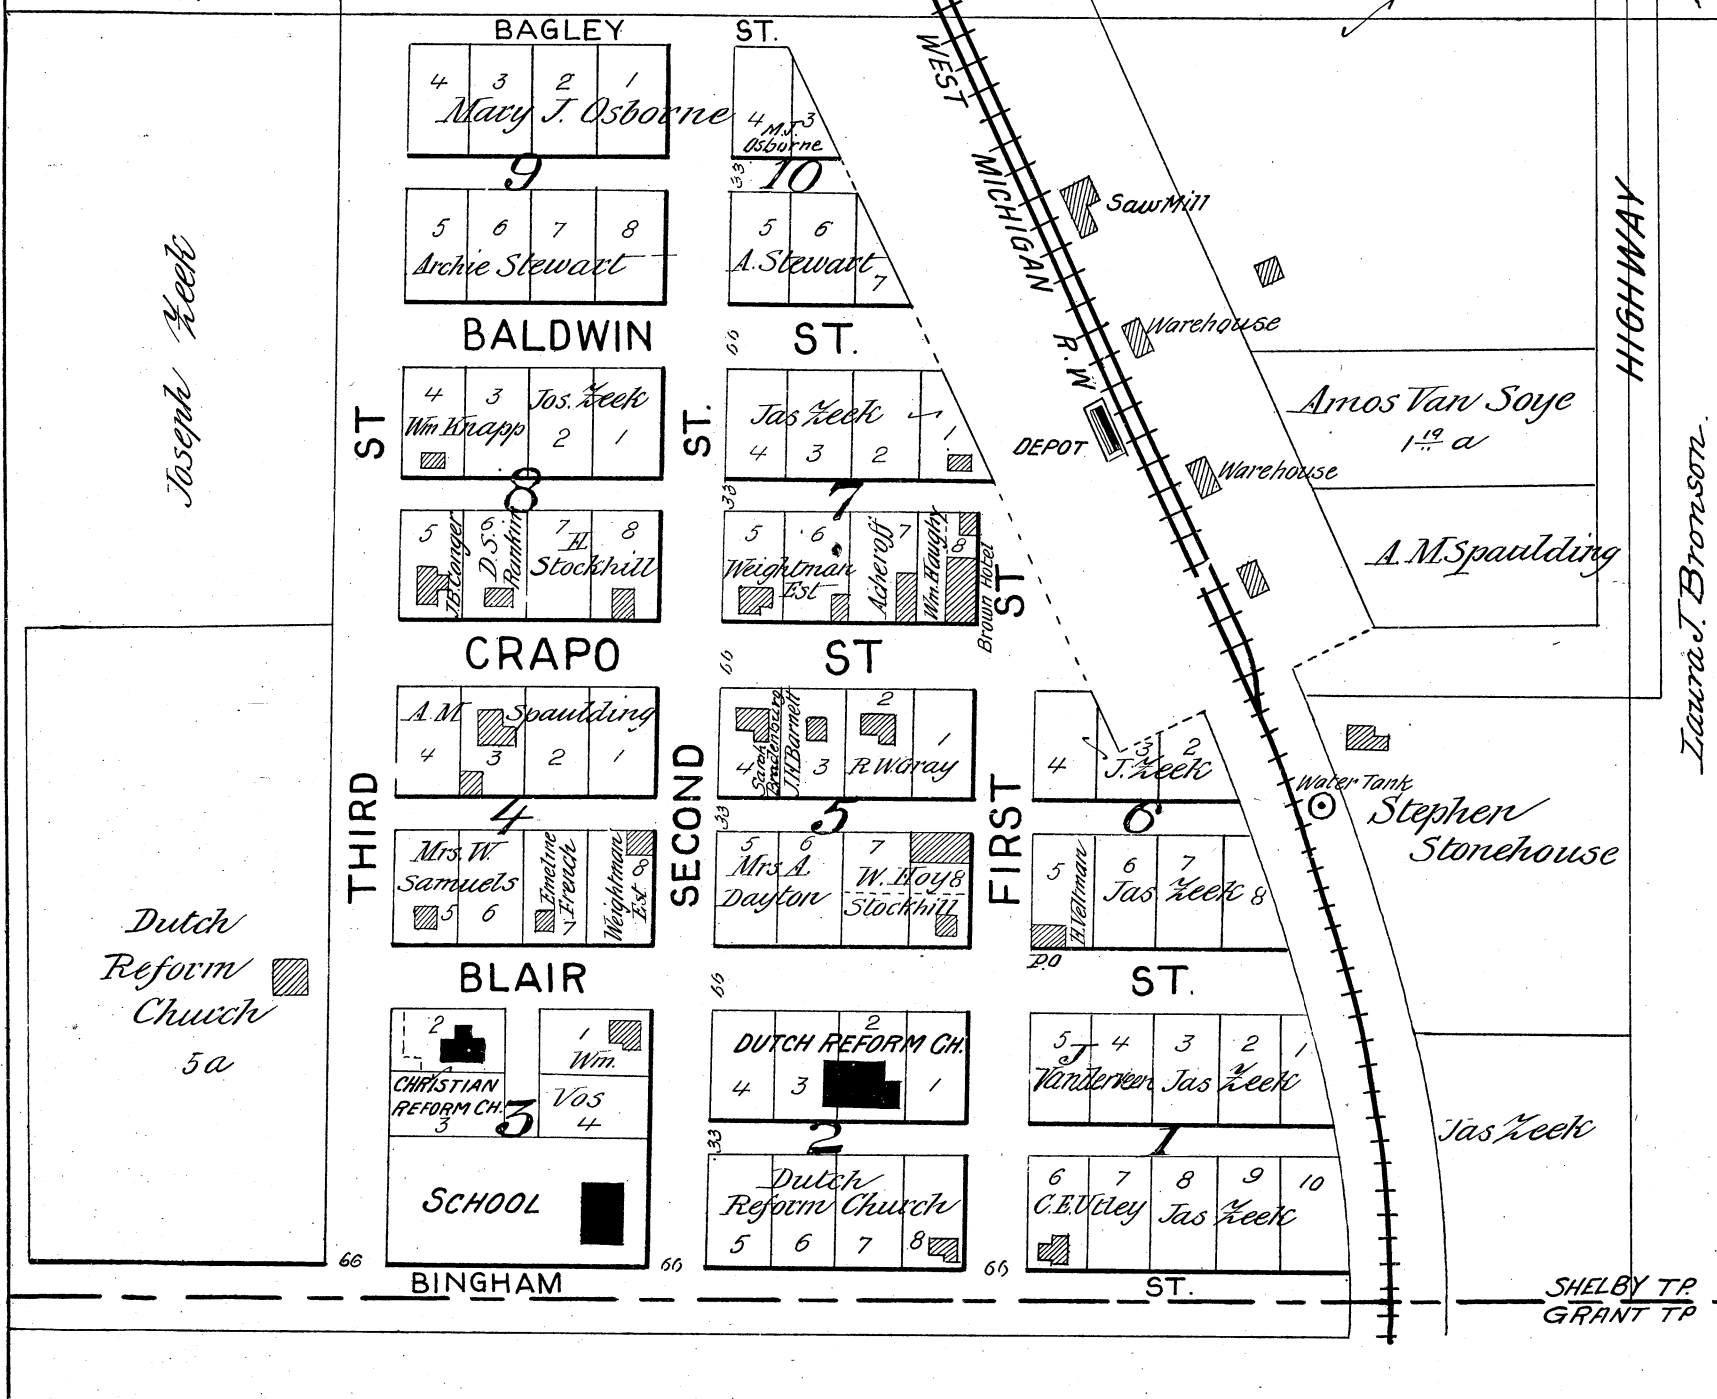 BAGLEY ST.
4 3 2 1
Mary J. Osborne
9
5 6 7 8
Archie Stewart
4 3
M.J.
Osborne
33
10
5 6
A. Stewart
7
WEST MICHIGAN R.W
Saw Mill
Warehouse
DEPOT
Warehouse
HIGHWAY
Joseph Zeek
BALDWIN ST.
66
THIRD ST
SECOND ST.
FIRST ST
4 3 Jos. Zeek
Wm Knapp 2 1
8
5 6 7 8
J.B. Conger
D.S. Rankin
H
Stockhill
Jas Zeek
4 3 2 1
33
7
5 6 7 8
Weightman
Est
Acheroff
Wm. Haughy
Brown Hotel
Amos Van Soye
1 19/100 a
A.M. Spaulding
Laura J. Bronson.
CRAPO ST
66
A.M Spaulding
4 3 2 1
4
Mrs. W.
Samuels
5 6
Emeline French
7
Weightman Est
8
Sarah Bradenburg
J.H. Barnett
4 3
2 1
R W Gray
33
5
5 6 7
Mrs. A.
Dayton
W. Hoy 8
Stockhill
4 3 2
J. Zeek
6
5 6 7
H. Veltman
Jas Zeek 8
P.O
Water Tank
Stephen
Stonehouse
BLAIR ST.
66
Dutch
Reform
Church
5 a
2
CHRISTIAN
REFORM CH.
3
3
1
Wm.
Vos
4
SCHOOL
2
DUTCH REFORM CH.
4 3 1
33
2
Dutch
Reform Church
5 6 7 8
5 4 3 2 1
J
Vanderveen Jas Zeek
1
6 7 8 9 10
C.E. Utley Jas Zeek
Jas Zeek
66
66
66
BINGHAM ST.
SHELBY TP.
GRANT TP